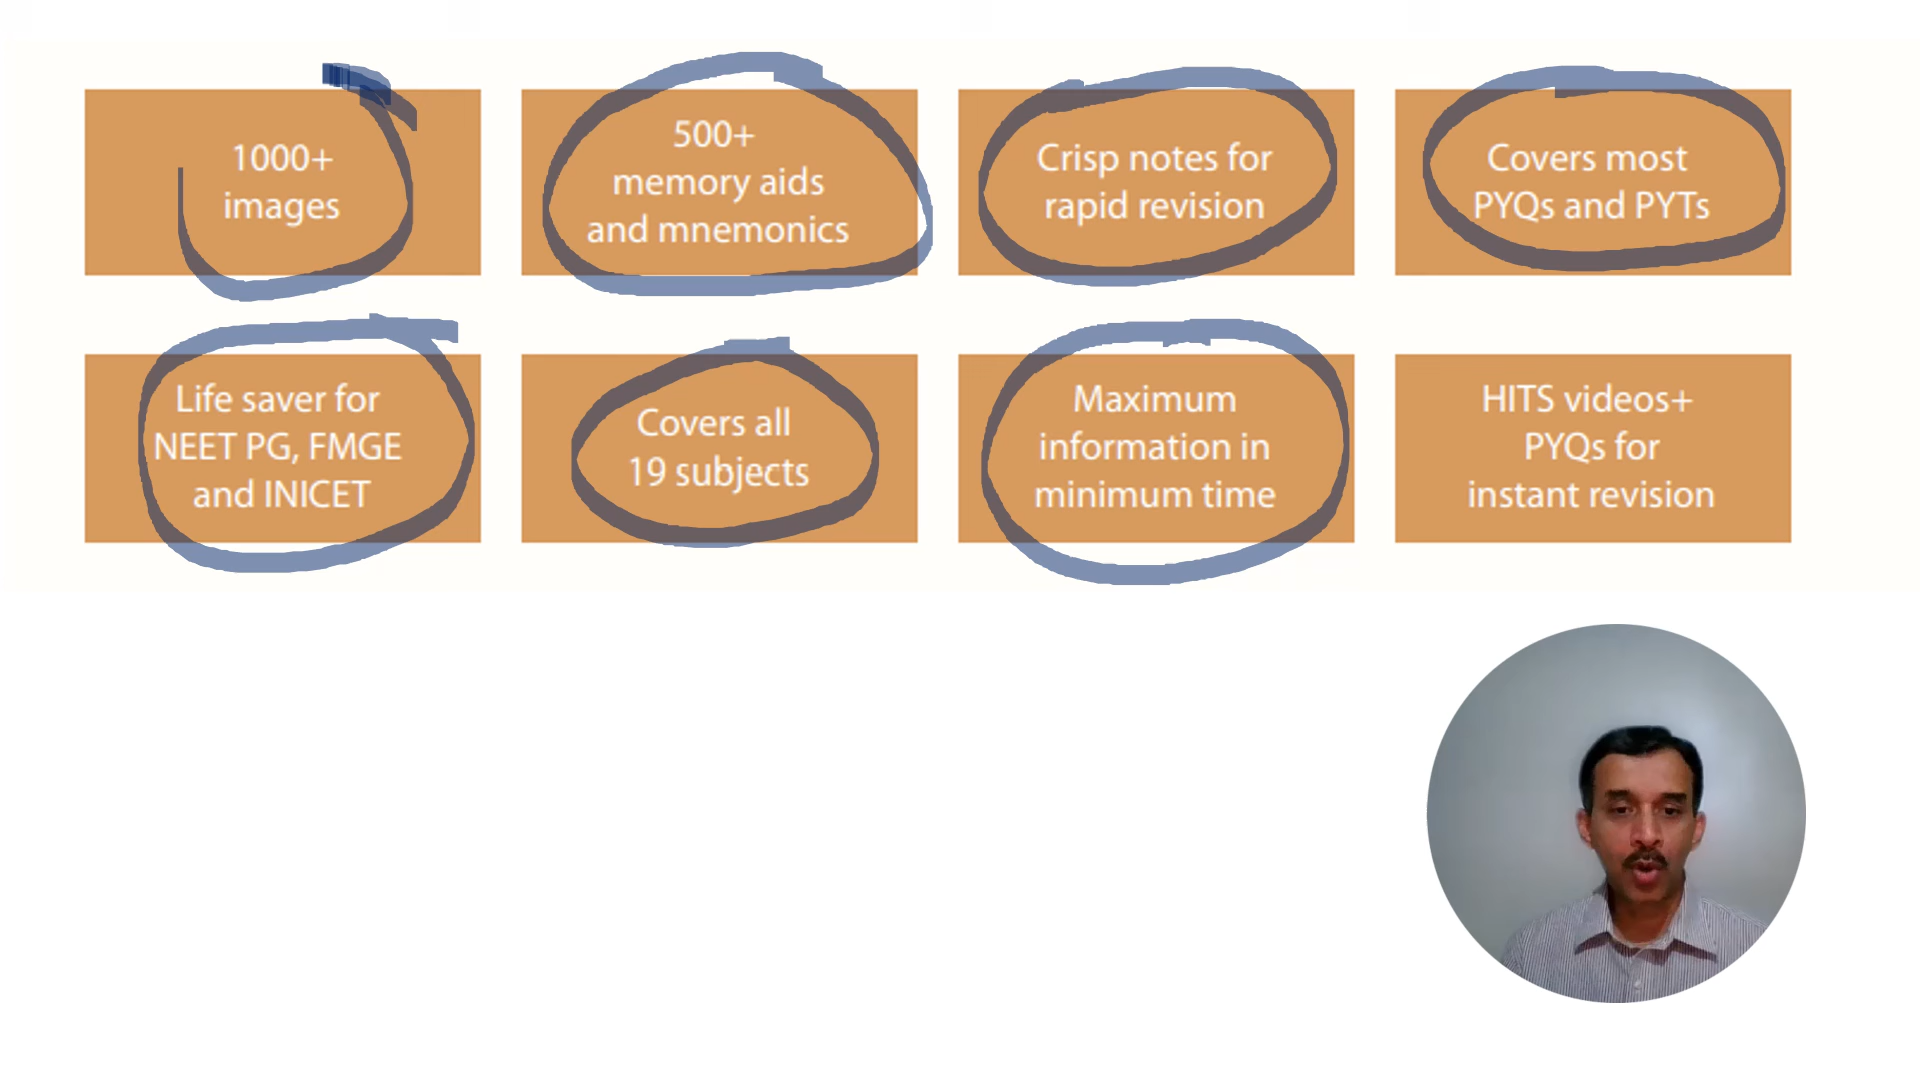 1000+
images
500+
memory aids
and mnemonics
Crisp notes for
rapid revision
Covers most
PYQs and PYTs
Life saver for
NEET PG, FMGE
and INICET
Covers all
19 subjects
Maximum
information in
minimum time
HITS videos+
PYQs for
instant revision